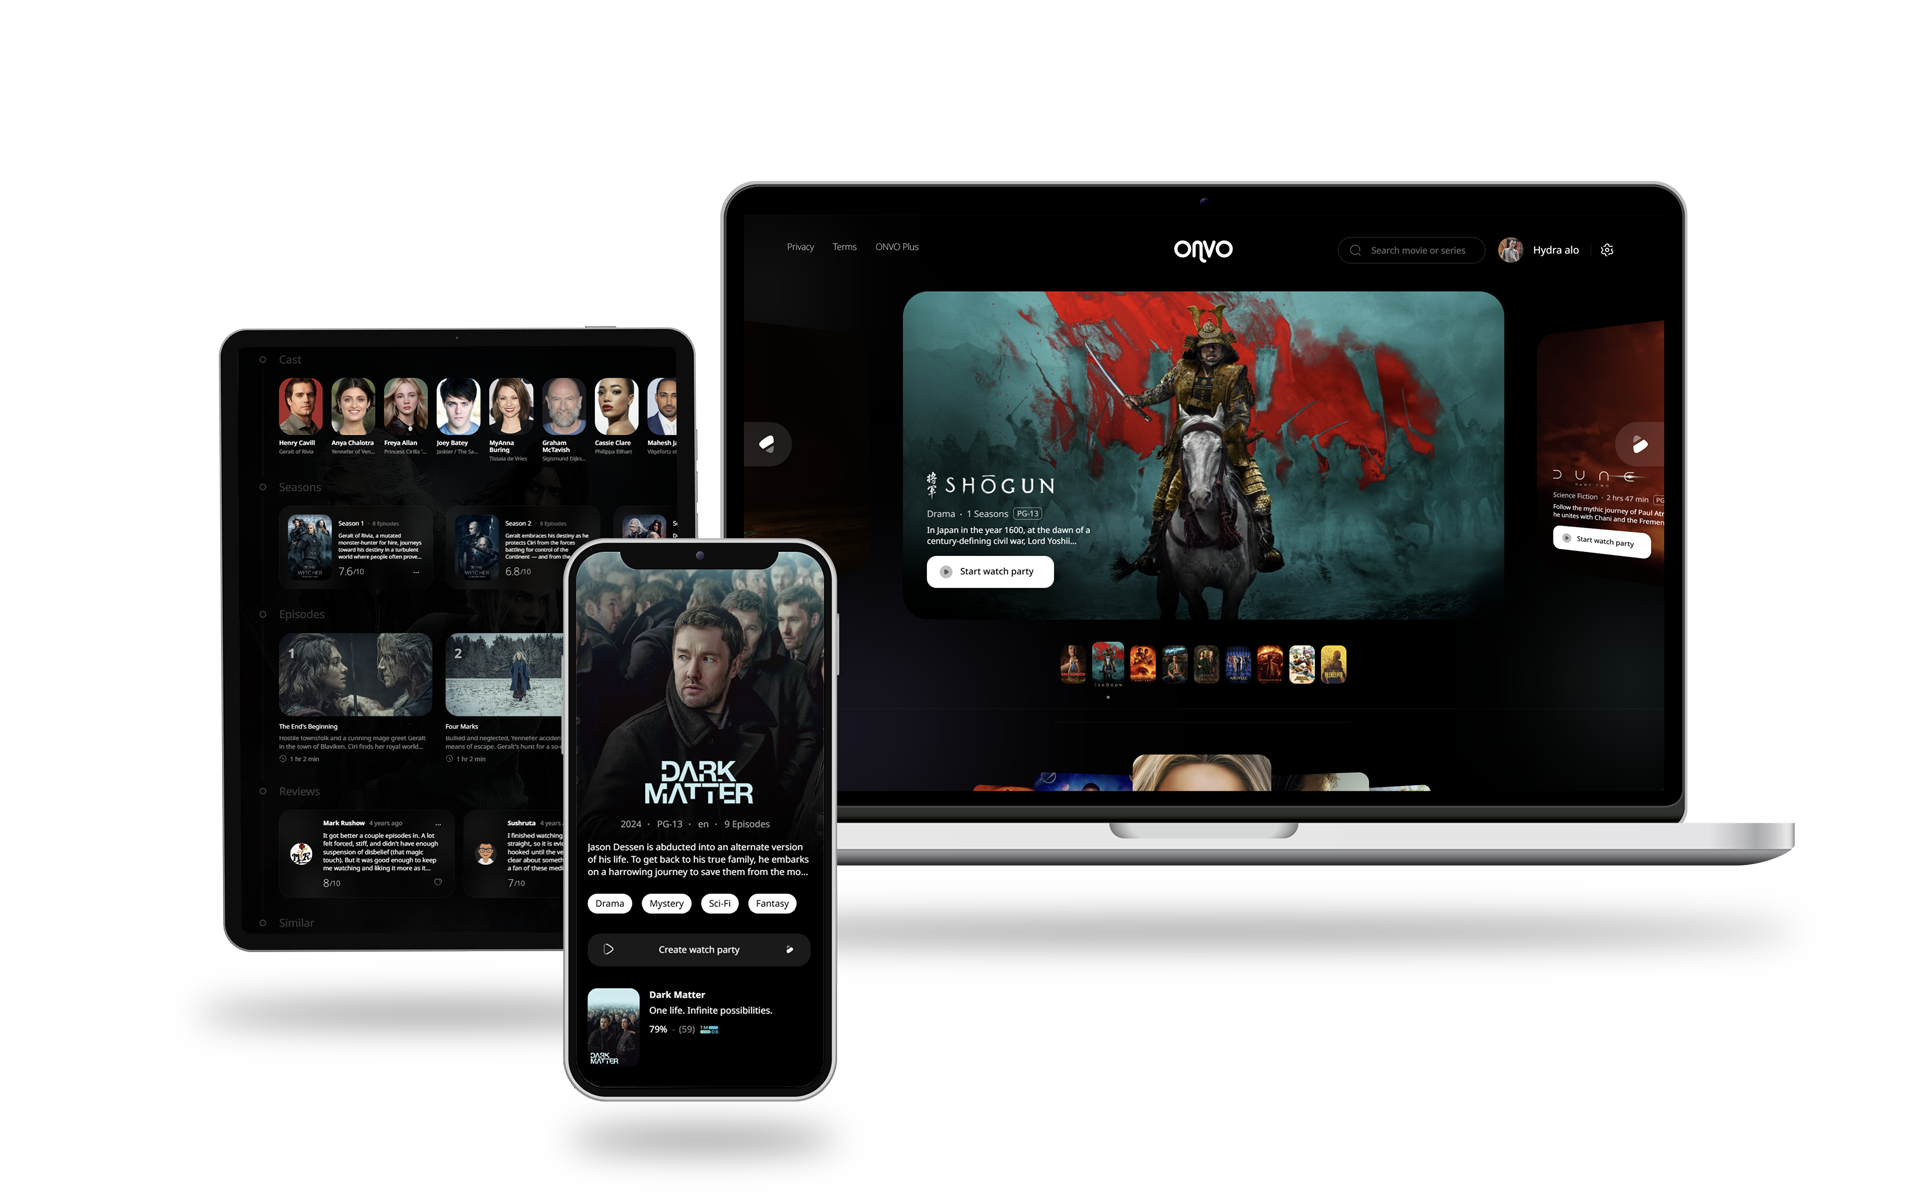 Privacy
Terms
ONVO Plus
onvo
Search movie or series
Hydra alo
将軍
SHŌGUN
Drama · 1 Seasons PG-13
In Japan in the year 1600, at the dawn of a
century-defining civil war, Lord Yoshii...
Start watch party
DUNE
PART TWO
Science Fiction · 2 hrs 47 min PG
Follow the mythic journey of Paul Atr
he unites with Chani and the Fremen
Start watch party
SHŌGUN
Cast
Henry Cavill
Geralt of Rivia
Anya Chalotra
Yennefer of Ven...
Freya Allan
Princess Cirilla '...
Joey Batey
Jaskier / The Sa...
MyAnna
Buring
Tissaia de Vries
Graham
McTavish
Sigismund Dijks...
Cassie Clare
Philippa Eilhart
Mahesh Ja
Vilgefortz o
Seasons
Season 1 · 8 Episodes
Geralt of Rivia, a mutated
monster-hunter for hire, journeys
toward his destiny in a turbulent
world where people often prove...
7.6/10
...
THE
WITCHER
Season 2 · 8 Episodes
Geralt embraces his destiny as he
protects Ciri from the forces
battling for control of the
Continent — and from the
6.8/10
WITCHER
S
Episodes
1
The End's Beginning
Hostile townsfolk and a cunning mage greet Geralt
in the town of Blaviken. Ciri finds her royal world...
1 hr 2 min
2
Four Marks
Bullied and neglected, Yennefer acciden
means of escape. Geralt's hunt for a so-
1 hr 2 min
Reviews
Mark Rushow 4 years ago
...
It got better a couple episodes in. A lot
felt forced, stiff, and didn't have enough
suspension of disbelief (that magic
touch). But it was good enough to keep
me watching and liking it more as it...
8/10
Sushruta 4 years
I finished watching
straight, so it is evid
hooked until the ve
clear about someth
a fan of these medi
7/10
Similar
DARK
MATTER
2024 · PG-13 · en · 9 Episodes
Jason Dessen is abducted into an alternate version
of his life. To get back to his true family, he embarks
on a harrowing journey to save them from the mo...
Drama
Mystery
Sci-Fi
Fantasy
Create watch party
DARK
MATTER
Dark Matter
One life. Infinite possibilities.
79% · (59)